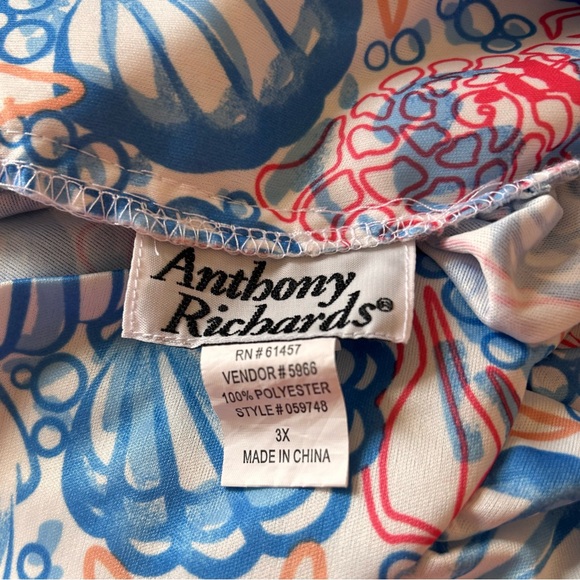 Anthony
Richards®
RN # 61457
VENDOR # 5966
100% POLYESTER
STYLE # 059748
3X
MADE IN CHINA